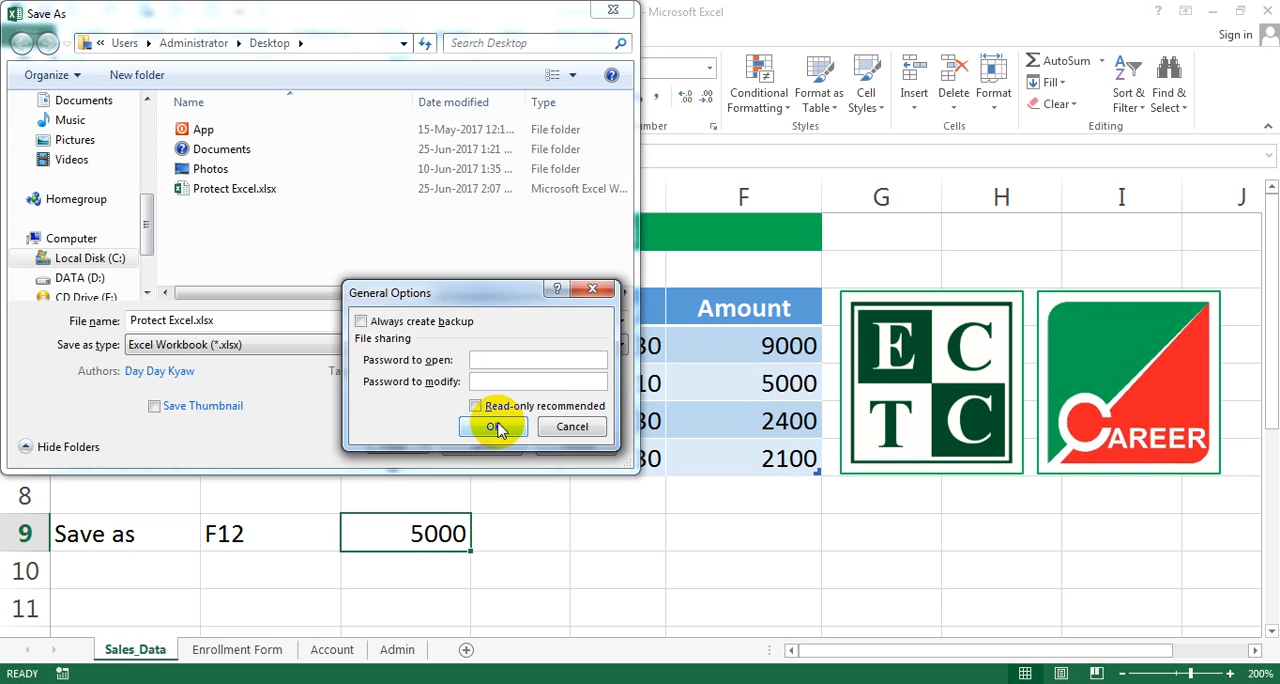 Save As
- Microsoft Excel
Sign in
« Users Administrator Desktop
Search Desktop
Organize
New folder
Documents
Music
Pictures
Videos
Homegroup
Computer
Local Disk (C:)
DATA (D:)
CD Drive (F:)
Name
Date modified
Type
App
15-May-2017 12:1...
File folder
Documents
25-Jun-2017 1:21 ...
File folder
Photos
10-Jun-2017 1:35 ...
File folder
Protect Excel.xlsx
25-Jun-2017 2:07 ...
Microsoft Excel W...
File name:
Protect Excel.xlsx
Save as type:
Excel Workbook (*.xlsx)
Authors:
Day Day Kyaw
Save Thumbnail
Hide Folders
General Options
Always create backup
File sharing
Password to open:
Password to modify:
Read-only recommended
Cancel
Conditional Formatting
Format as Table
Cell Styles
Insert
Delete
Format
AutoSum
Fill
Clear
Sort & Filter
Find & Select
Styles
Cells
Editing
F G H I J
Amount
9000
5000
2400
2100
E C
T C
CAREER
8
9 Save as F12 5000
10
11
Sales_Data Enrollment Form Account Admin
READY
200%